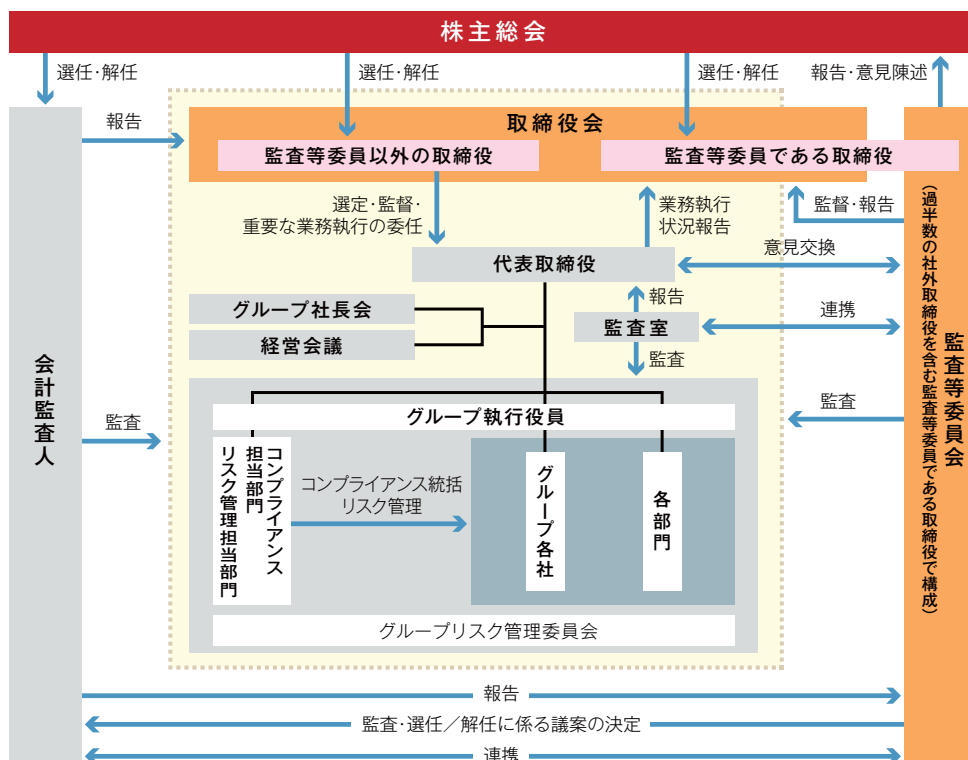 株主総会
選任・解任
選任・解任
選任・解任
報告・意見陳述
報告
取締役会
監査等委員以外の取締役
監査等委員である取締役
選定・監督・
重要な業務執行の委任
業務執行
状況報告
監督・報告
代表取締役
意見交換
グループ社長会
経営会議
報告
監査室
監査
連携
会計監査人
監査
監査
監査等委員会
（過半数の社外取締役を含む監査等委員である取締役で構成）
グループ執行役員
コンプライアンス
担当部門
リスク管理担当部門
コンプライアンス統括
リスク管理
グループ各社
各部門
グループリスク管理委員会
報告
監査・選任／解任に係る議案の決定
連携